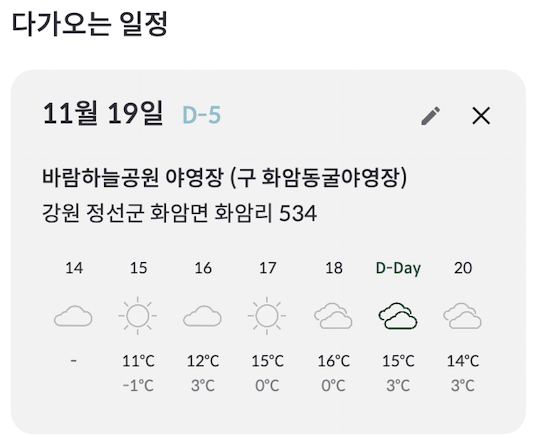 다가오는 일정
11월 19일 D-5
바람하늘공원 야영장 (구 화암동굴야영장)
강원 정선군 화암면 화암리 534
14 15 16 17 18 D-Day 20
- 11°C 12°C 15°C 16°C 15°C 14°C
-1°C 3°C 0°C 0°C 3°C 3°C